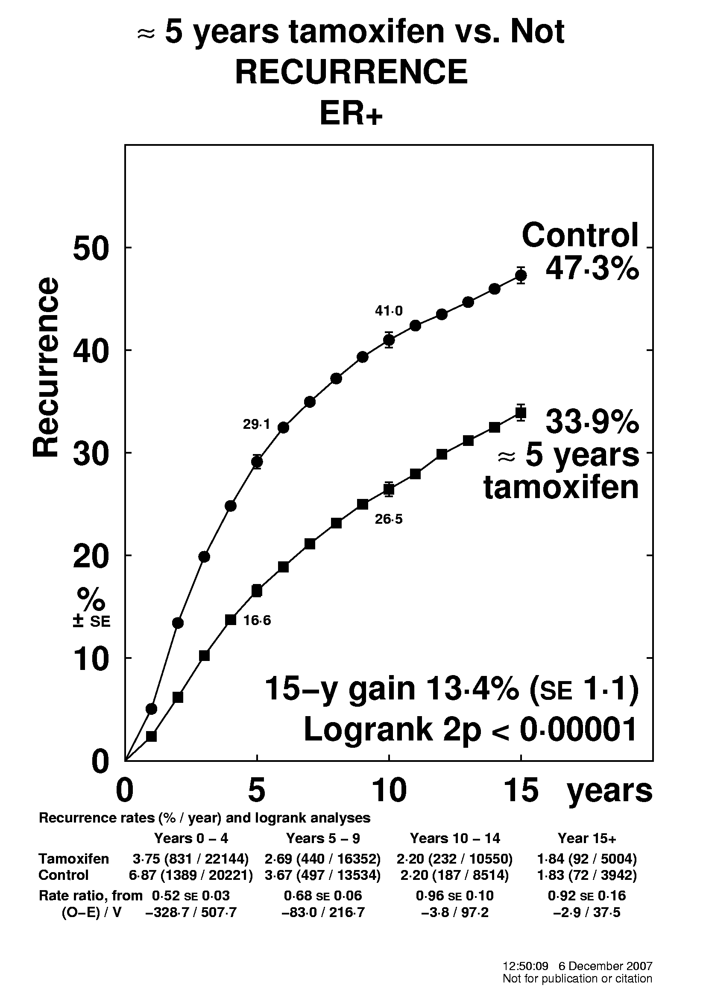 ≈ 5 years tamoxifen vs. Not
RECURRENCE
ER+
Recurrence
50
40
30
20
%
± SE
10
0
Control
47·3%
41·0
29·1
33·9%
≈ 5 years
tamoxifen
26·5
16·6
15–y gain 13·4% (SE 1·1)
Logrank 2p < 0·00001
0 5 10 15 years
Recurrence rates (% / year) and logrank analyses
Years 0 – 4 Years 5 – 9 Years 10 – 14 Year 15+
Tamoxifen 3·75 (831 / 22144) 2·69 (440 / 16352) 2·20 (232 / 10550) 1·84 (92 / 5004)
Control 6·87 (1389 / 20221) 3·67 (497 / 13534) 2·20 (187 / 8514) 1·83 (72 / 3942)
Rate ratio, from 0·52 SE 0·03 0·68 SE 0·06 0·96 SE 0·10 0·92 SE 0·16
(O–E) / V –328·7 / 507·7 –83·0 / 216·7 –3·8 / 97·2 –2·9 / 37·5
12:50:09 6 December 2007
Not for publication or citation